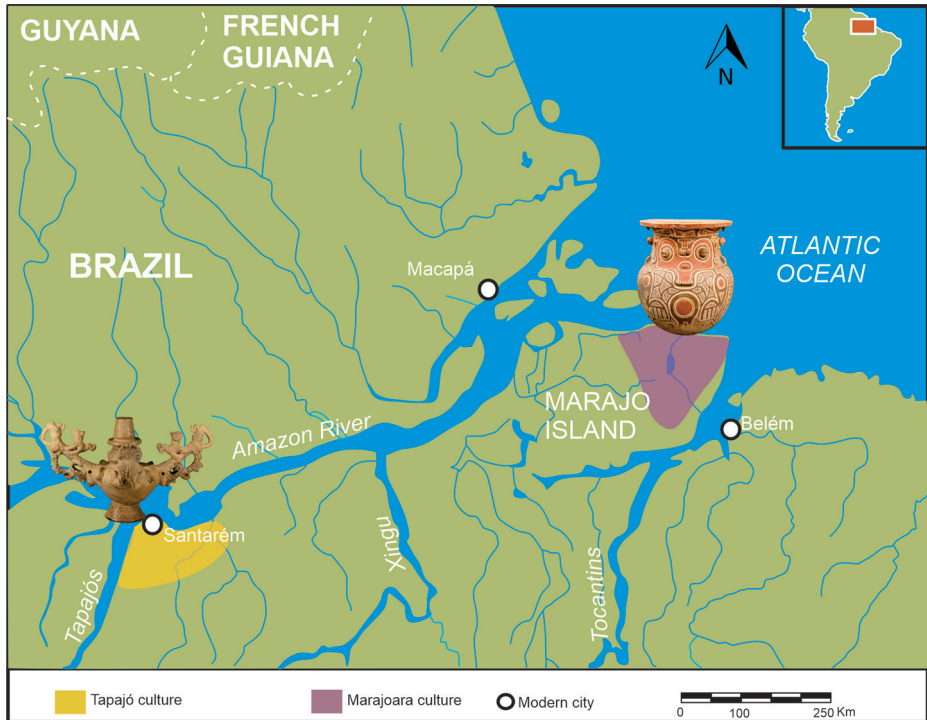 GUYANA
FRENCH
GUIANA
N
BRAZIL
Macapá
ATLANTIC
OCEAN
MARAJO
ISLAND
Belém
Amazon River
Santarém
Xingu
Tapajós
Tocantins
Tapajó culture
Marajoara culture
Modern city
0 100 250 Km